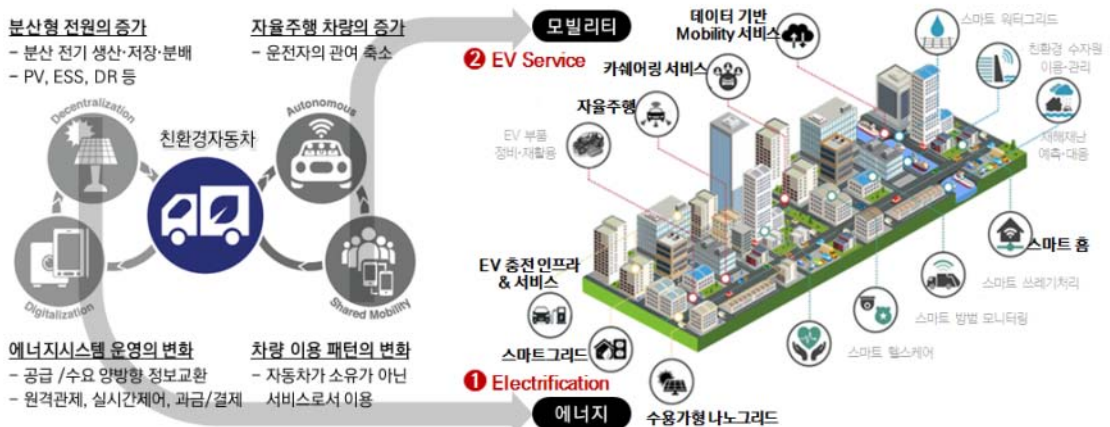 분산형 전원의 증가
- 분산 전기 생산·저장·분배
- PV, ESS, DR 등
자율주행 차량의 증가
- 운전자의 관여 축소
Decentralization
Autonomous
친환경자동차
Digitalization
Shared Mobility
에너지시스템 운영의 변화
- 공급 /수요 양방향 정보교환
- 원격관제, 실시간제어, 과금/결제
차량 이용 패턴의 변화
- 자동차가 소유가 아닌
서비스로서 이용
모빌리티
2 EV Service
데이터 기반
Mobility 서비스
카쉐어링 서비스
자율주행
EV 부품
정비·재활용
EV 충전 인프라
& 서비스
스마트그리드
1 Electrification
에너지
수용가형 나노그리드
스마트 워터그리드
친환경 수자원
이용·관리
재해재난
예측·대응
스마트 홈
스마트 쓰레기처리
스마트 방범 모니터링
스마트 헬스케어